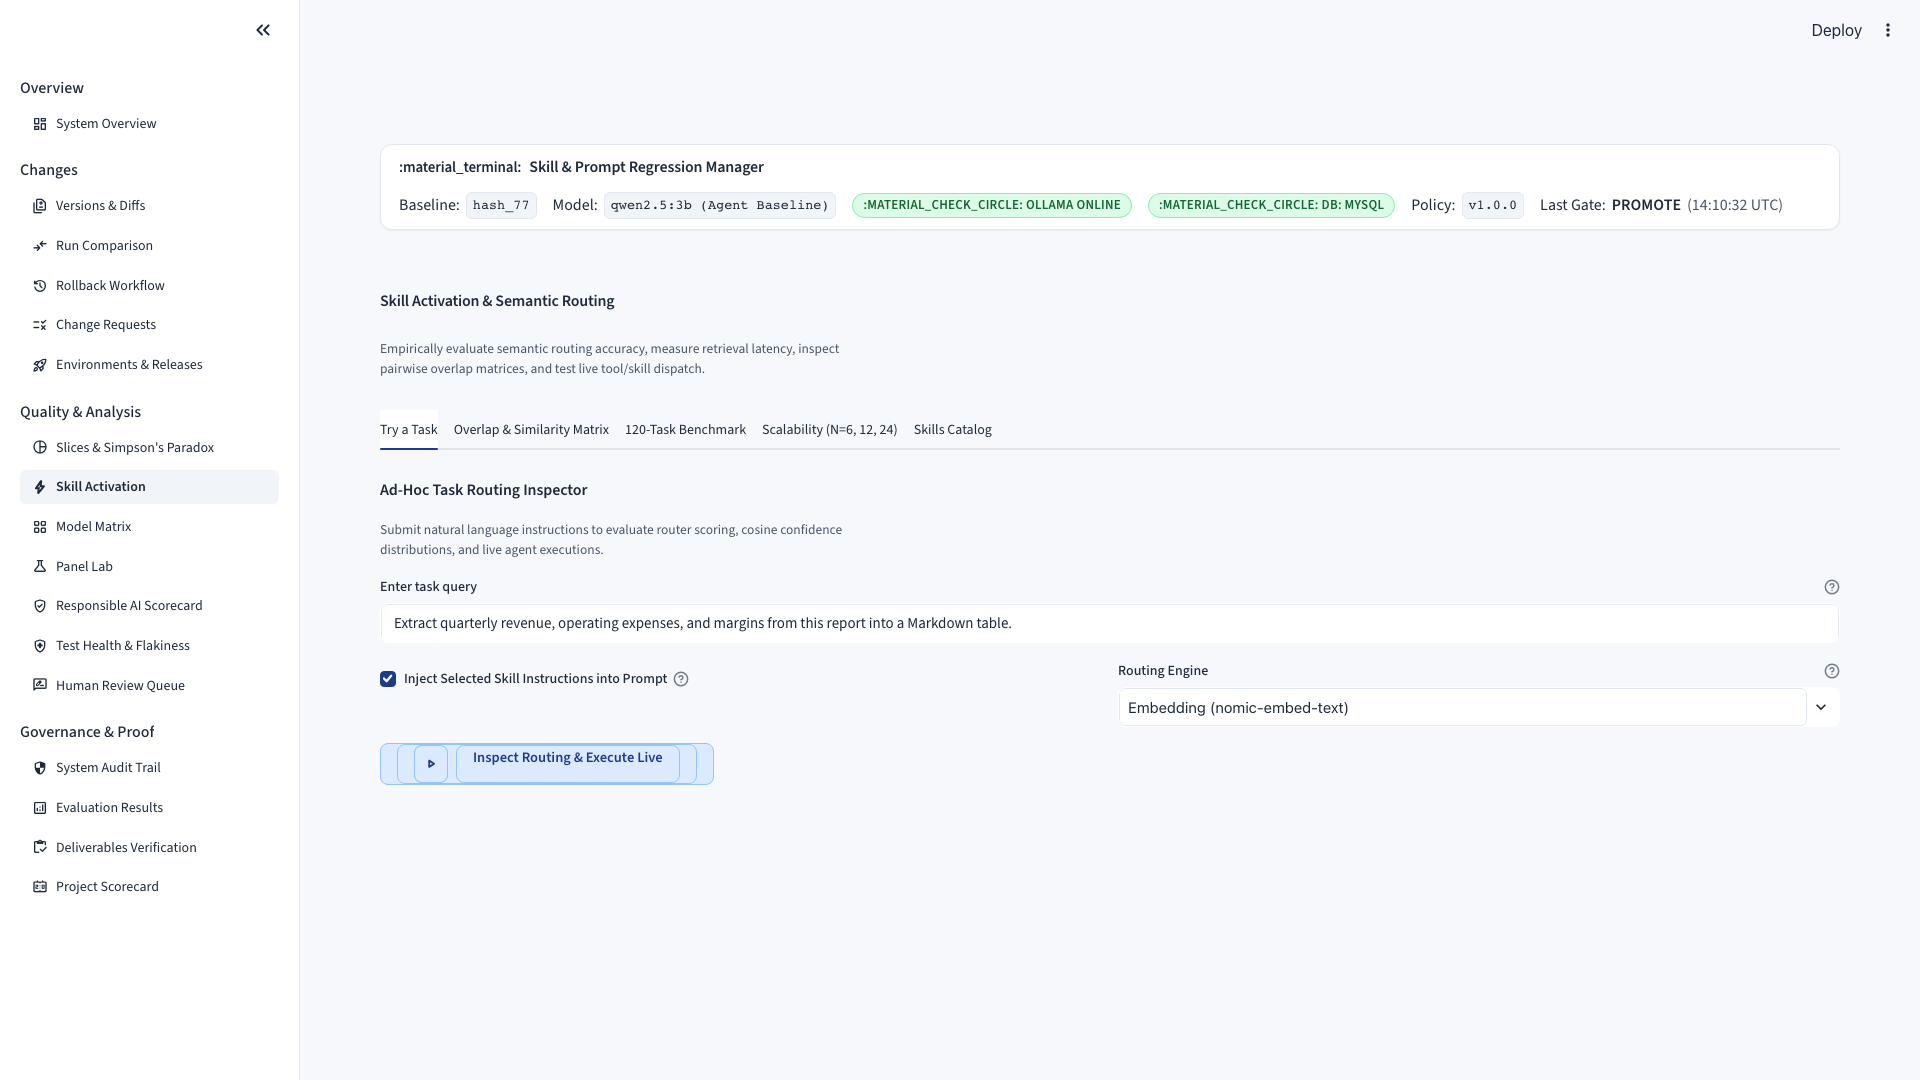 Deploy
Overview
System Overview
Changes
Versions & Diffs
Run Comparison
Rollback Workflow
Change Requests
Environments & Releases
Quality & Analysis
Slices & Simpson's Paradox
Skill Activation
Model Matrix
Panel Lab
Responsible AI Scorecard
Test Health & Flakiness
Human Review Queue
Governance & Proof
System Audit Trail
Evaluation Results
Deliverables Verification
Project Scorecard
:material_terminal: Skill & Prompt Regression Manager
Baseline: hash_77 Model: qwen2.5:3b (Agent Baseline) :MATERIAL_CHECK_CIRCLE: OLLAMA ONLINE :MATERIAL_CHECK_CIRCLE: DB: MYSQL Policy: v1.0.0 Last Gate: PROMOTE (14:10:32 UTC)
Skill Activation & Semantic Routing
Empirically evaluate semantic routing accuracy, measure retrieval latency, inspect
pairwise overlap matrices, and test live tool/skill dispatch.
Try a Task Overlap & Similarity Matrix 120-Task Benchmark Scalability (N=6, 12, 24) Skills Catalog
Ad-Hoc Task Routing Inspector
Submit natural language instructions to evaluate router scoring, cosine confidence
distributions, and live agent executions.
Enter task query
Extract quarterly revenue, operating expenses, and margins from this report into a Markdown table.
Inject Selected Skill Instructions into Prompt
Routing Engine
Embedding (nomic-embed-text)
Inspect Routing & Execute Live